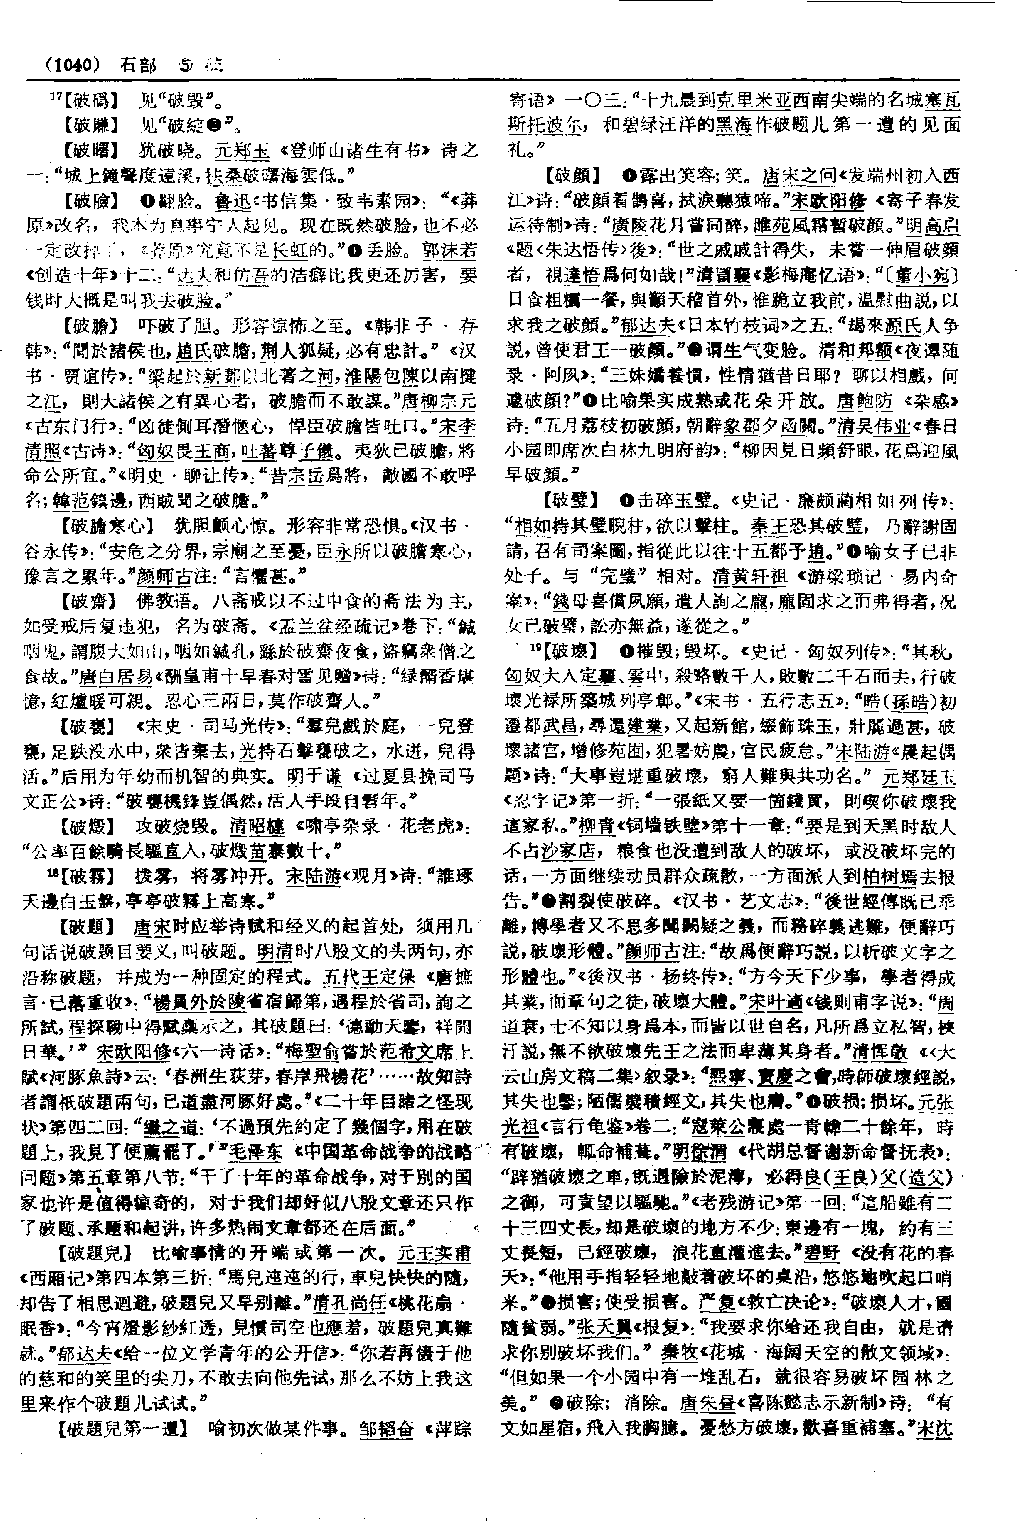 (1040) 石部 5 破
17【破碼】 见“破毁”。
【破賺】 见“破綻❷”。
【破曙】 犹破晓。元郑玉《登师山诸生有书》诗之
一:“城上鐘聲度速溪,扶桑破曙海雲低。”
【破臉】 ❶翻脸。鲁迅《书信集·致韦素园》:“《莽
原》改名,我本为息事宁人起见。现在既然破脸,也不必
一定改掉了,《莽原》究竟不是长虹的。”❷丢脸。郭沫若
《创造十年》十二:“达夫和仿吾的洁癖比我更还厉害,要
钱时大概是叫我去破脸。”
【破膽】 吓破了胆。形容惊怖之至。《韩非子·存
韩》:“聞於諸侯也,趙氏破膽,荆人狐疑,必有忠計。”《汉
书·贾谊传》:“梁起於新郪以北著之河,淮陽包陳以南揵
之江,則大諸侯之有異心者,破膽而不敢謀。”唐柳宗元
《古东门行》:“凶徒側耳潛愜心,悍臣破膽皆吐口。”宋李
清照《古诗》:“匈奴畏王商,吐蕃尊子儀。夷狄已破膽,將
命公所宜。”《明史·聊让传》:“昔宗岳爲將,敵國不敢呼
名;韓范鎮邊,西贼聞之破膽。”
【破膽寒心】 犹胆颤心惊。形容非常恐惧。《汉书·
谷永传》:“安危之分界,宗廟之至憂,臣永所以破膽寒心,
豫言之累年。”颜师古注:“言懼甚。”
【破齋】 佛教语。八斋戒以不过中食的斋法为主,
如受戒后复违犯,名为破斋。《盂兰盆经疏记》卷下:“鍼
咽鬼,謂腹大如山,咽如鍼孔,繇於破齋夜食,盜竊衆僧之
食故。”唐白居易《酬皇甫十早春对雪见赠》诗:“绿醅香堪
憶,紅爐暖可親。忍心三兩日,莫作破齋人。”
【破甕】 《宋史·司马光传》:“羣兒戲於庭,一兒登
甕,足跌没水中,衆皆棄去,光持石擊甕破之,水迸,兒得
活。”后用为年幼而机智的典实。明于谦《过夏县挽司马
文正公》诗:“破甕機鋒豈偶然,活人手段自髫年。”
【破燬】 攻破烧毁。清昭槤《啸亭杂录·花老虎》:
“公率百餘騎長驅直入,破燬苗寨數十。”
18【破霧】 拨雾,将雾冲开。宋陆游《观月》诗:“誰琢
天邊白玉盤,亭亭破霧上高寒。”
【破題】 唐宋时应举诗赋和经义的起首处,须用几
句话说破题目要义,叫破题。明清时八股文的头两句,亦
沿称破题,并成为一种固定的程式。五代王定保《唐摭
言·已落重收》:“楊員外於陵省宿歸第,遇程於省司,詢之
所試,程探靿中得賦藁示之,其破題曰:‘德動天鑒,祥開
日華。’”宋欧阳修《六一诗话》:“梅聖俞嘗於范希文席上
賦《河豚魚詩》云:‘春洲生荻芽,春岸飛楊花’……故知詩
者謂衹破題兩句,已道盡河豚好處。”《二十年目睹之怪现
状》第四二回:“繼之道:‘不過預先約定了幾個字,用在破
題上,我見了便薦罷了。’”毛泽东《中国革命战争的战略
问题》第五章第八节:“干了十年的革命战争,对于别的国
家也许是值得惊奇的,对于我们却好似八股文章还只作
了破题、承题和起讲,许多热闹文章都还在后面。”
【破題兒】 比喻事情的开端或第一次。元王实甫
《西厢记》第四本第三折:“馬兒迍迍的行,車兒快快的隨,
却告了相思迴避,破題兒又早别離。”清孔尚任《桃花扇·
眠香》:“今宵燈影紗紅透,見慣司空也應羞,破題兒真難
就。”郁达夫《给一位文学青年的公开信》:“你若再慑于他
的慈和的笑里的尖刀,不敢去向他先试,那么不妨上我这
里来作个破题儿试试。”
【破題兒第一遭】 喻初次做某件事。邹韬奋《萍踪
寄语》一〇三:“十九晨到克里米亚西南尖端的名城塞瓦
斯托波尔,和碧绿汪洋的黑海作破题儿第一遭的见面
礼。”
【破顔】 ❶露出笑容;笑。唐宋之问《发端州初入西
江》诗:“破顔看鵲喜,拭淚聽猿啼。”宋欧阳修《寄子春发
运待制》诗:“廣陵花月嘗同醉,睢苑風霜暫破顔。”明高启
《题〈朱达悟传〉後》:“世之戚戚計得失,未嘗一伸眉破顔
者,視達悟爲何如哉!”清冒襄《影梅庵忆语》:“〔董小宛〕
日食粗糲一餐,與籲天稽首外,惟跪立我前,温慰曲説,以
求我之破顔。”郁达夫《日本竹枝词》之五:“朅來源氏人争
説,曾使君王一破顔。”❷谓生气变脸。清和邦额《夜谭随
录·阿凤》:“三妹嬌養慣,性情猶昔日耶?聊以相戲,何
遽破顔?”❸比喻果实成熟或花朵开放。唐鲍防《杂感》
诗:“五月荔枝初破顔,朝辭象郡夕函關。”清吴伟业《春日
小园即席次白林九明府韵》:“柳因見日頻舒眼,花爲迎風
早破顔。”
【破璧】 ❶击碎玉璧。《史记·廉颇蔺相如列传》:
“相如持其璧睨柱,欲以擊柱。秦王恐其破璧,乃辭謝固
請,召有司案圖,指從此以往十五都予趙。”❷喻女子已非
处子。与“完璧”相对。清黄轩祖《游梁琐记·易内奇
案》:“錢母喜償夙願,遣人詢之龐,龐固求之而弗得者,况
女已破璧,訟亦無益,遂從之。”
19【破壞】 ❶摧毁;毁坏。《史记·匈奴列传》:“其秋,
匈奴大入定襄、雲中,殺略數千人,敗數二千石而去,行破
壞光禄所築城列亭鄣。”《宋书·五行志五》:“晧(孫晧)初
遷都武昌,尋還建業,又起新館,綴飾珠玉,壯麗過甚,破
壞諸宫,增修苑囿,犯暑妨農,官民疲怠。”宋陆游《晨起偶
题》诗:“大事豈堪重破壞,窮人難與共功名。”元郑廷玉
《忍字记》第一折:“一張紙又要一箇錢買,則喫你破壞我
這家私。”柳青《铜墙铁壁》第十一章:“要是到天黑时敌人
不占沙家店,粮食也没遭到敌人的破坏,或没破坏完的
话,一方面继续动员群众疏散,一方面派人到柏树墕去报
告。”❷割裂使破碎。《汉书·艺文志》:“後世經傳既已乖
離,博學者又不思多聞闕疑之義,而務碎義逃難,便辭巧
説,破壞形體。”颜师古注:“故爲便辭巧説,以析破文字之
形體也。”《後汉书·杨终传》:“方今天下少事,學者得成
其業,而章句之徒,破壞大體。”宋叶適《钱则甫字说》:“周
道衰,士不知以身爲本,而皆以世自名,凡所爲立私智,挾
汙説,無不欲破壞先王之法而卑薄其身者。”清恽敬《〈大
云山房文稿二集〉叙录》:“熙寧、寶慶之會,時師破壞經説,
其失也鑿;陋儒襞積經文,其失也膚。”❸破损;损坏。元张
光祖《言行龟鉴》卷二:“寇萊公處一青幃二十餘年,時
有破壞,輒命補葺。”明徐渭《代胡总督谢新命督抚表》:
“辟猶破壞之車,既遇險於泥濘,必得良(王良)父(造父)
之御,可責望以驅馳。”《老残游记》第一回:“這船雖有二
十三四丈長,却是破壞的地方不少:東邊有一塊,約有三
丈長短,已經破壞,浪花直灌進去。”碧野《没有花的春
天》:“他用手指轻轻地敲着破坏的桌沿,悠悠地吹起口哨
来。”❹损害;使受损害。严复《救亡决论》:“破壞人才,國
隨貧弱。”张天翼《报复》:“我要求你给还我自由,就是请
求你别破坏我们。”秦牧《花城·海阔天空的散文领域》:
“但如果一个小园中有一堆乱石,就很容易破坏园林之
美。”❺破除;消除。唐朱昼《喜陈懿志示新制》诗:“有
文如星宿,飛入我胸臆。憂愁方破壞,歡喜重補塞。”宋沈